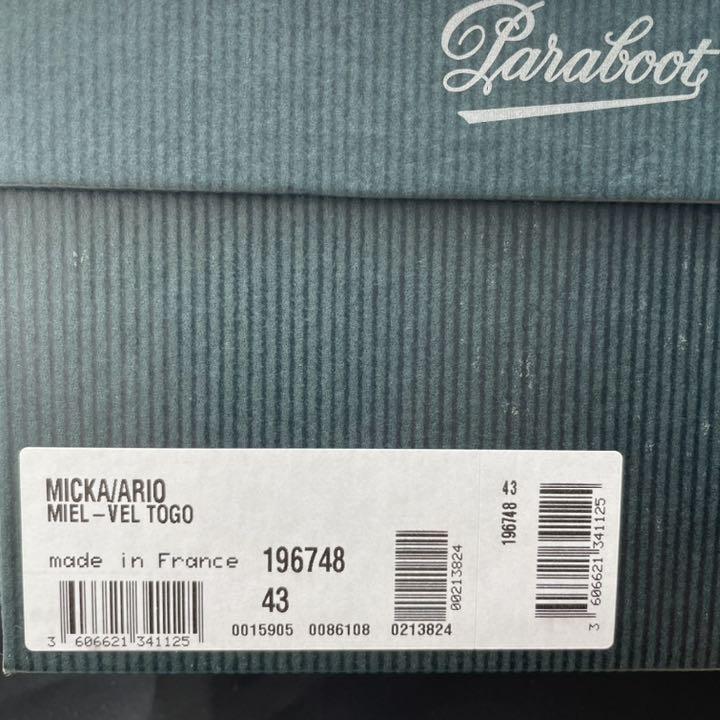 Paraboot
MICKA/ARIO
MIEL-VEL TOGO
made in France 196748
43
3 606621 341125
0015905 0086108 0213824
00213824
196748 43
3 606621 341125